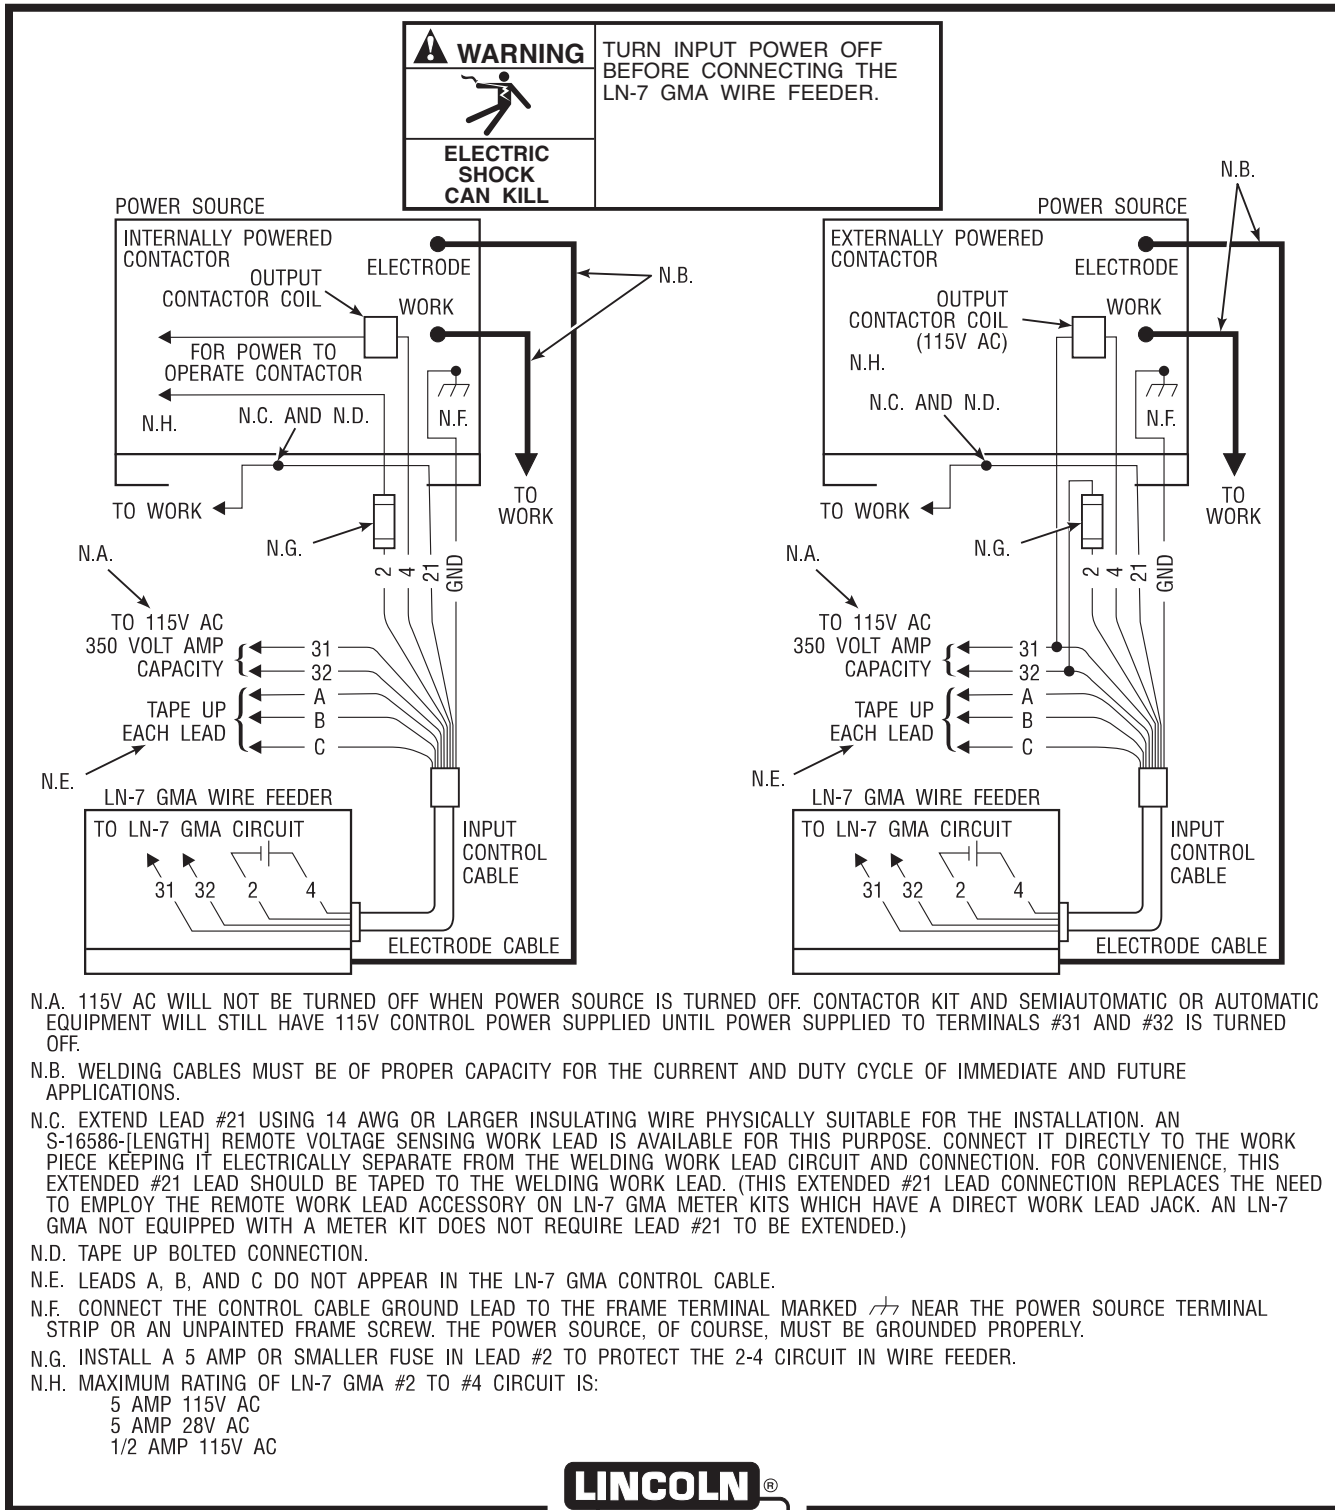 WARNING
ELECTRIC
SHOCK
CAN KILL
TURN INPUT POWER OFF
BEFORE CONNECTING THE
LN-7 GMA WIRE FEEDER.
POWER SOURCE
INTERNALLY POWERED
CONTACTOR
OUTPUT
CONTACTOR COIL
ELECTRODE
WORK
N.B.
FOR POWER TO
OPERATE CONTACTOR
N.H.
N.C. AND N.D.
N.F.
TO WORK
TO
WORK
N.G.
N.A.
2
4
21
GND
TO 115V AC
350 VOLT AMP
CAPACITY
31
32
A
B
C
TAPE UP
EACH LEAD
N.E.
LN-7 GMA WIRE FEEDER
TO LN-7 GMA CIRCUIT
31
32
2
4
INPUT
CONTROL
CABLE
ELECTRODE CABLE
N.B.
POWER SOURCE
EXTERNALLY POWERED
CONTACTOR
ELECTRODE
OUTPUT
CONTACTOR COIL
(115V AC)
WORK
N.H.
N.C. AND N.D.
N.F.
TO WORK
TO
WORK
N.G.
N.A.
2
4
21
GND
TO 115V AC
350 VOLT AMP
CAPACITY
31
32
A
B
C
TAPE UP
EACH LEAD
N.E.
LN-7 GMA WIRE FEEDER
TO LN-7 GMA CIRCUIT
31
32
2
4
INPUT
CONTROL
CABLE
ELECTRODE CABLE
N.A. 115V AC WILL NOT BE TURNED OFF WHEN POWER SOURCE IS TURNED OFF. CONTACTOR KIT AND SEMIAUTOMATIC OR AUTOMATIC
EQUIPMENT WILL STILL HAVE 115V CONTROL POWER SUPPLIED UNTIL POWER SUPPLIED TO TERMINALS #31 AND #32 IS TURNED
OFF.
N.B. WELDING CABLES MUST BE OF PROPER CAPACITY FOR THE CURRENT AND DUTY CYCLE OF IMMEDIATE AND FUTURE
APPLICATIONS.
N.C. EXTEND LEAD #21 USING 14 AWG OR LARGER INSULATING WIRE PHYSICALLY SUITABLE FOR THE INSTALLATION. AN
S-16586-[LENGTH] REMOTE VOLTAGE SENSING WORK LEAD IS AVAILABLE FOR THIS PURPOSE. CONNECT IT DIRECTLY TO THE WORK
PIECE KEEPING IT ELECTRICALLY SEPARATE FROM THE WELDING WORK LEAD CIRCUIT AND CONNECTION. FOR CONVENIENCE, THIS
EXTENDED #21 LEAD SHOULD BE TAPED TO THE WELDING WORK LEAD. (THIS EXTENDED #21 LEAD CONNECTION REPLACES THE NEED
TO EMPLOY THE REMOTE WORK LEAD ACCESSORY ON LN-7 GMA METER KITS WHICH HAVE A DIRECT WORK LEAD JACK. AN LN-7
GMA NOT EQUIPPED WITH A METER KIT DOES NOT REQUIRE LEAD #21 TO BE EXTENDED.)
N.D. TAPE UP BOLTED CONNECTION.
N.E. LEADS A, B, AND C DO NOT APPEAR IN THE LN-7 GMA CONTROL CABLE.
N.F. CONNECT THE CONTROL CABLE GROUND LEAD TO THE FRAME TERMINAL MARKED NEAR THE POWER SOURCE TERMINAL
STRIP OR AN UNPAINTED FRAME SCREW. THE POWER SOURCE, OF COURSE, MUST BE GROUNDED PROPERLY.
N.G. INSTALL A 5 AMP OR SMALLER FUSE IN LEAD #2 TO PROTECT THE 2-4 CIRCUIT IN WIRE FEEDER.
N.H. MAXIMUM RATING OF LN-7 GMA #2 TO #4 CIRCUIT IS:
5 AMP 115V AC
5 AMP 28V AC
1/2 AMP 115V AC
LINCOLN ®